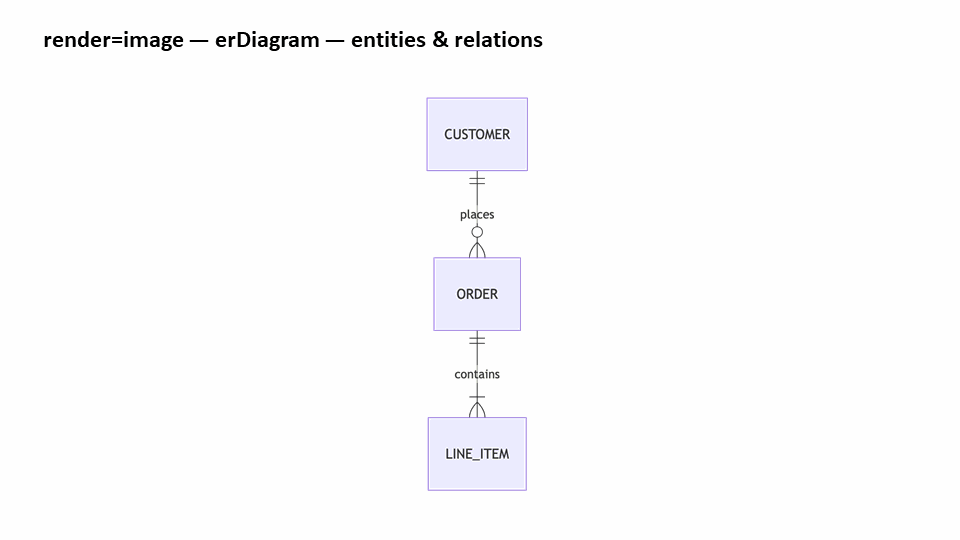 render=image — erDiagram — entities & relations
CUSTOMER
places
ORDER
contains
LINE_ITEM